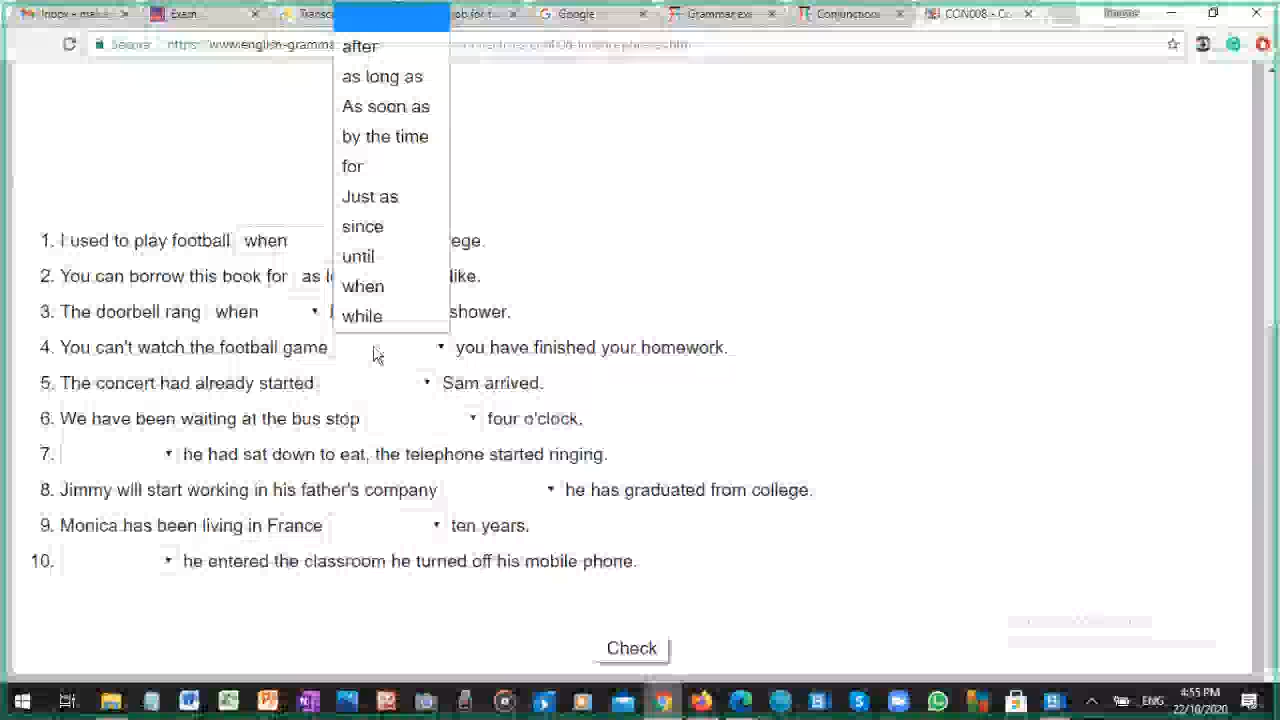 Exam
Google
Grammar exe
Conjunctions
CON008 - Co
Secure
https://www.english-gramma
after
as long as
As soon as
by the time
for
Just as
since
until
when
while
1. I used to play football when ege.
2. You can borrow this book for as l like.
3. The doorbell rang when shower.
4. You can't watch the football game you have finished your homework.
5. The concert had already started Sam arrived.
6. We have been waiting at the bus stop four o'clock.
7. he had sat down to eat, the telephone started ringing.
8. Jimmy will start working in his father's company he has graduated from college.
9. Monica has been living in France ten years.
10. he entered the classroom he turned off his mobile phone.
Check
ENG
4:55 PM
22/10/2020